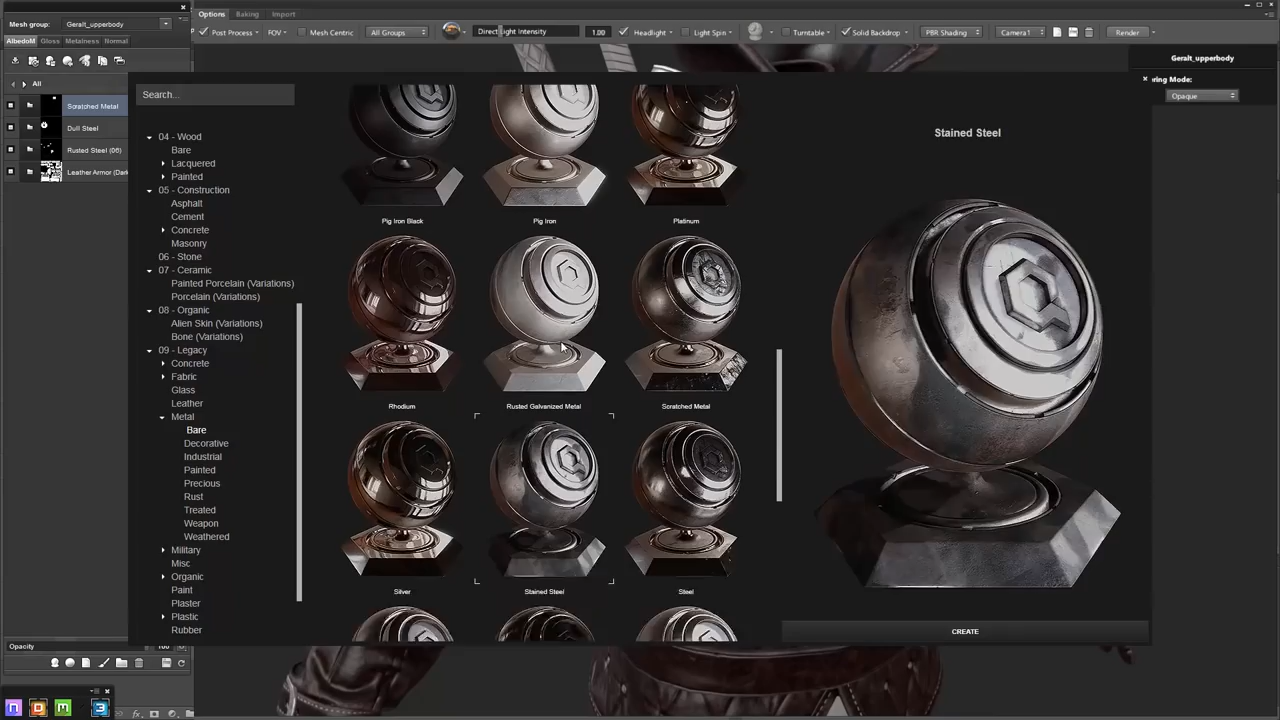 Mesh group: Geralt_upperbody
AlbedoM Gloss Metalness Normal
All
Scratched Metal
Dull Steel
Rusted Steel (06)
Leather Armor (Dark
Opacity 100
Options Baking Import
Post Process FOV Mesh Centric All Groups Direct Light Intensity 1.00 Headlight Light Spin Turntable Solid Backdrop PBR Shading Camera1 Render
Geralt_upperbody
ering Mode:
Opaque
Search...
04 - Wood
Bare
Lacquered
Painted
05 - Construction
Asphalt
Cement
Concrete
Masonry
06 - Stone
07 - Ceramic
Painted Porcelain (Variations)
Porcelain (Variations)
08 - Organic
Alien Skin (Variations)
Bone (Variations)
09 - Legacy
Concrete
Fabric
Glass
Leather
Metal
Bare
Decorative
Industrial
Painted
Precious
Rust
Treated
Weapon
Weathered
Military
Misc
Organic
Paint
Plaster
Plastic
Rubber
Pig Iron Black Pig Iron Platinum
Rhodium Rusted Galvanized Metal Scratched Metal
Silver Stained Steel Steel
Stained Steel
CREATE
n D m 3
fx